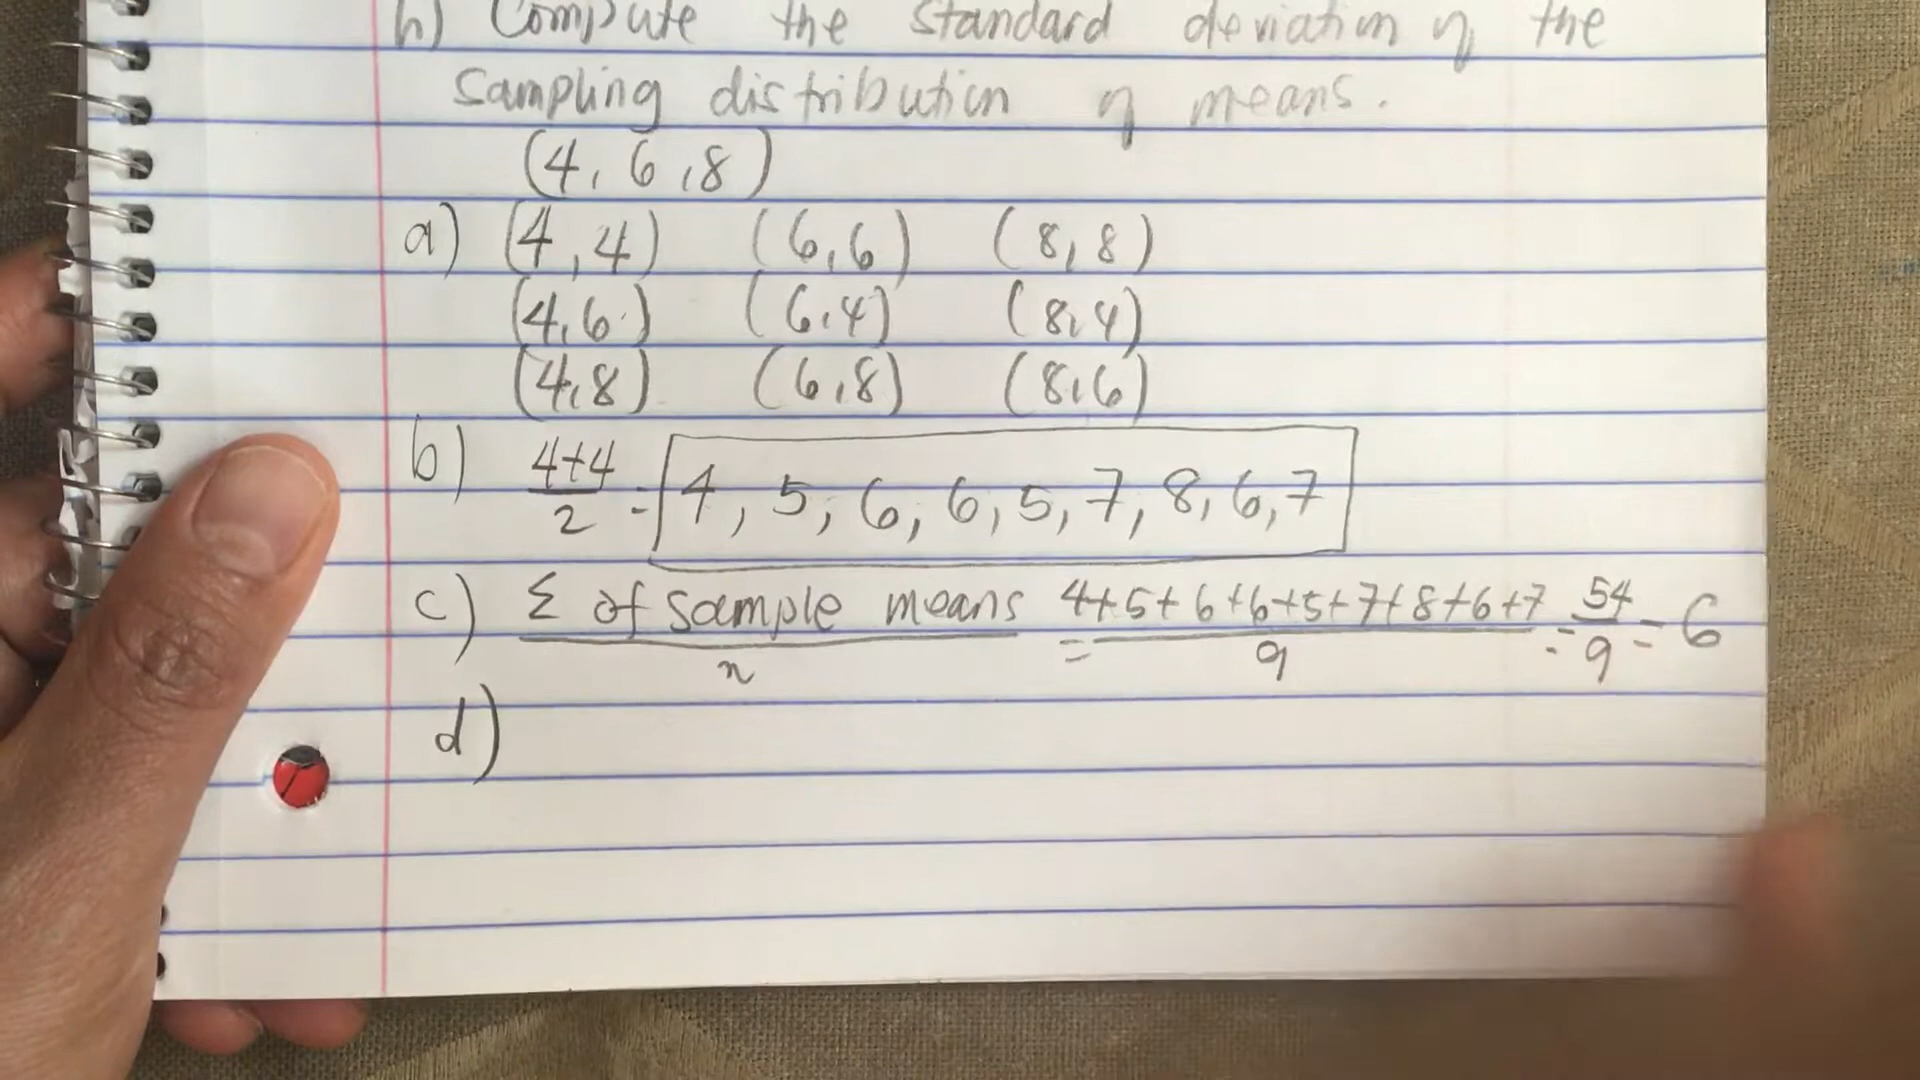 h) Compute the standard deviation of the
sampling distribution of means.
(4, 6, 8)
a) (4, 4) (6, 6) (8, 8)
(4, 6) (6, 4) (8, 4)
(4, 8) (6, 8) (8, 6)
b) 4+4/2 = 4, 5, 6, 6, 5, 7, 8, 6, 7
c) Σ of sample means/n = 4+5+6+6+5+7+8+6+7/9 = 54/9 = 6
d)